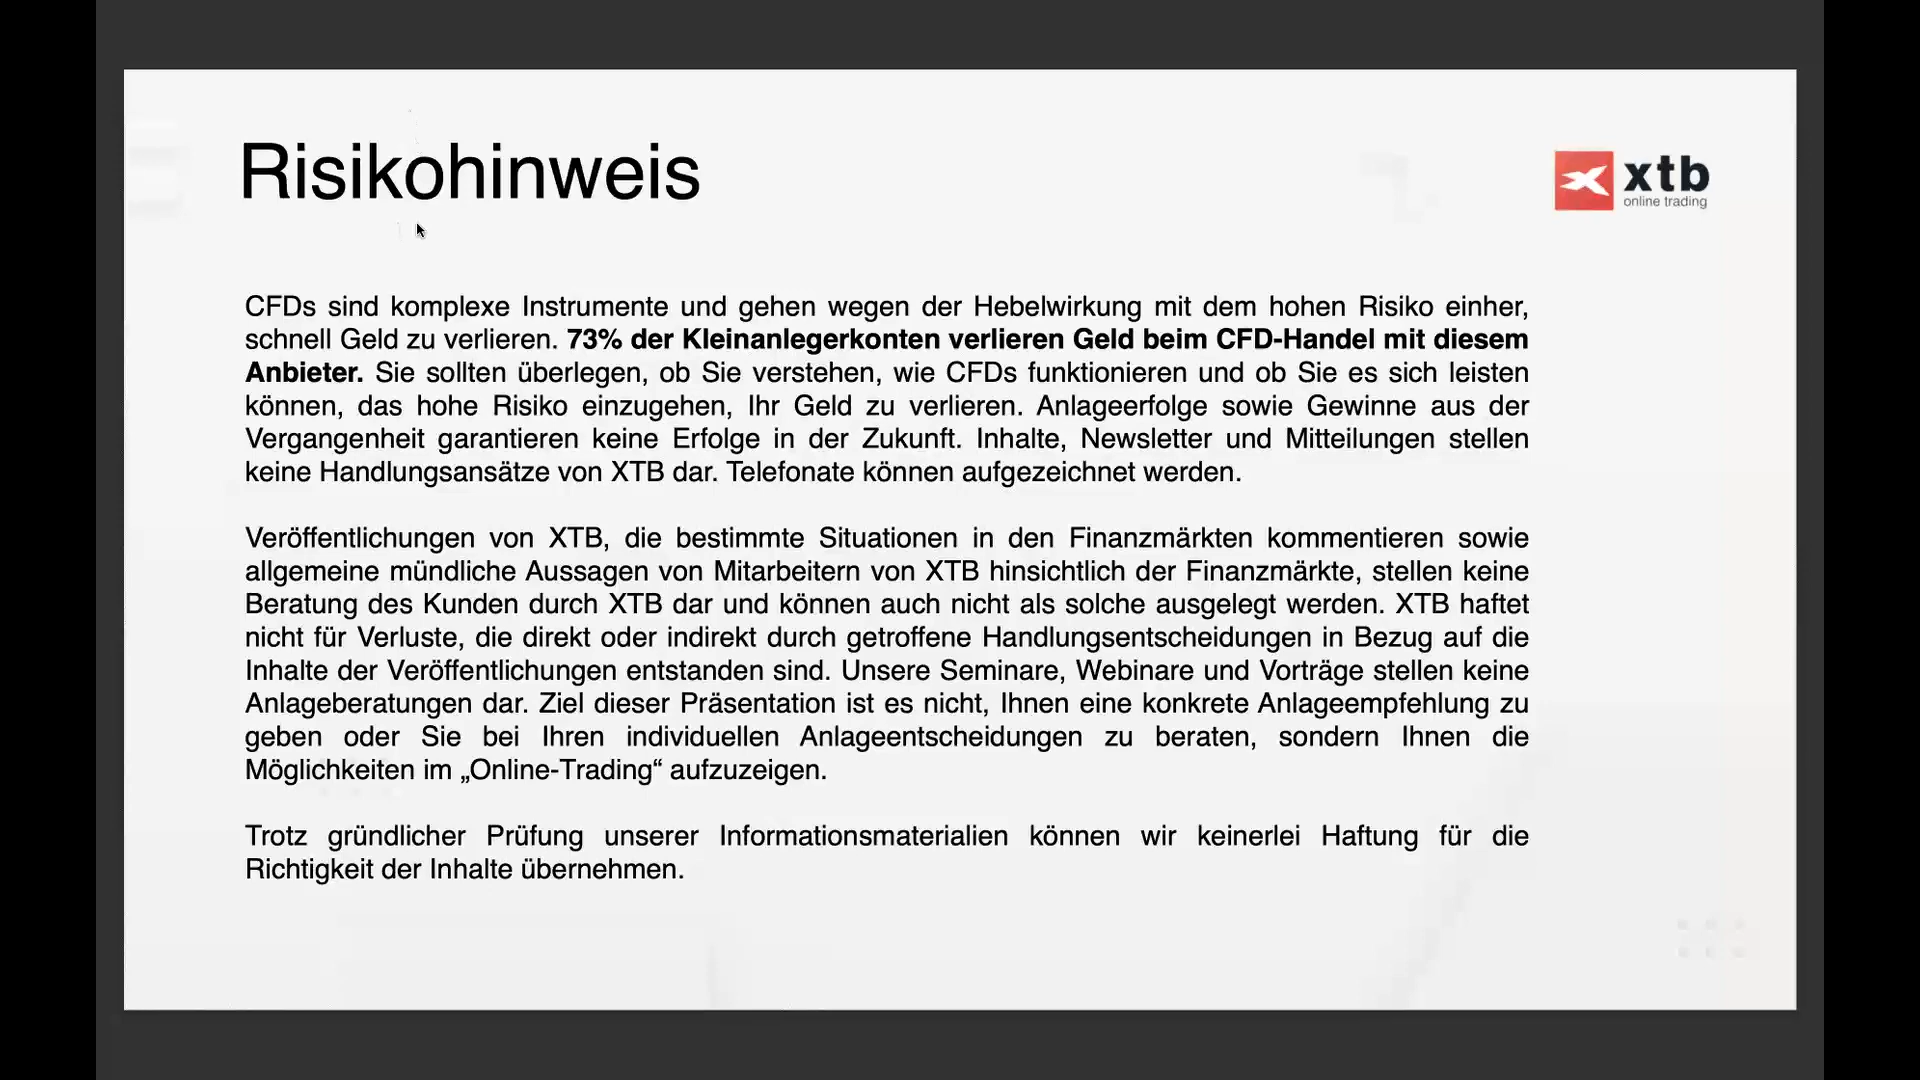 Risikohinweis
xtb
online trading
CFDs sind komplexe Instrumente und gehen wegen der Hebelwirkung mit dem hohen Risiko einher,
schnell Geld zu verlieren. 73% der Kleinanlegerkonten verlieren Geld beim CFD-Handel mit diesem
Anbieter. Sie sollten überlegen, ob Sie verstehen, wie CFDs funktionieren und ob Sie es sich leisten
können, das hohe Risiko einzugehen, Ihr Geld zu verlieren. Anlageerfolge sowie Gewinne aus der
Vergangenheit garantieren keine Erfolge in der Zukunft. Inhalte, Newsletter und Mitteilungen stellen
keine Handlungsansätze von XTB dar. Telefonate können aufgezeichnet werden.
Veröffentlichungen von XTB, die bestimmte Situationen in den Finanzmärkten kommentieren sowie
allgemeine mündliche Aussagen von Mitarbeitern von XTB hinsichtlich der Finanzmärkte, stellen keine
Beratung des Kunden durch XTB dar und können auch nicht als solche ausgelegt werden. XTB haftet
nicht für Verluste, die direkt oder indirekt durch getroffene Handlungsentscheidungen in Bezug auf die
Inhalte der Veröffentlichungen entstanden sind. Unsere Seminare, Webinare und Vorträge stellen keine
Anlageberatungen dar. Ziel dieser Präsentation ist es nicht, Ihnen eine konkrete Anlageempfehlung zu
geben oder Sie bei Ihren individuellen Anlageentscheidungen zu beraten, sondern Ihnen die
Möglichkeiten im „Online-Trading“ aufzuzeigen.
Trotz gründlicher Prüfung unserer Informationsmaterialien können wir keinerlei Haftung für die
Richtigkeit der Inhalte übernehmen.